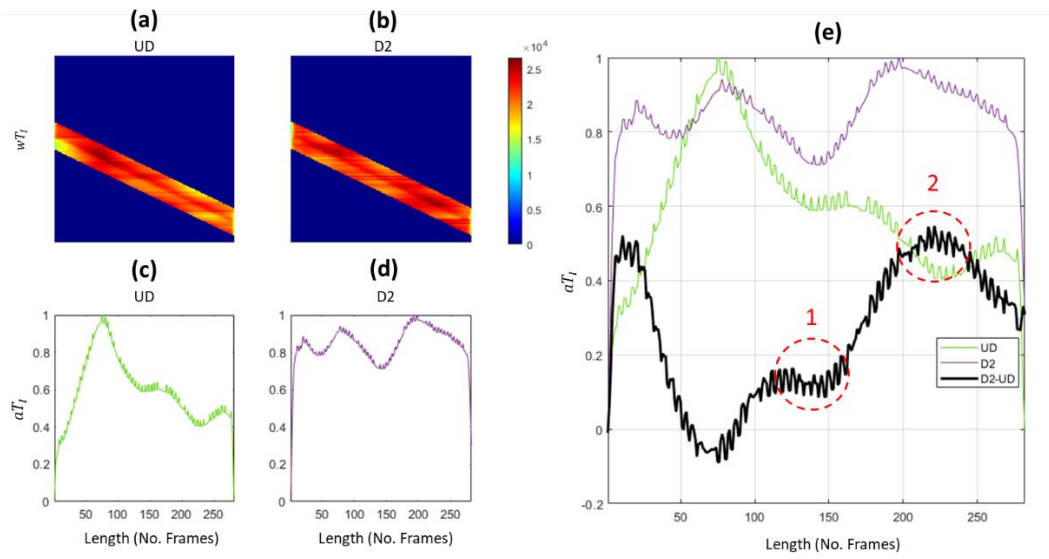 (a)
UD
(b)
D2
×10⁴
2.5
2
1.5
1
0.5
0
wT_I
(c)
UD
(d)
D2
1
0.8
0.6
0.4
0.2
0
aT_I
50 100 150 200 250
Length (No. Frames)
1
0.8
0.6
0.4
0.2
0
50 100 150 200 250
Length (No. Frames)
(e)
1
0.8
0.6
0.4
0.2
0
-0.2
aT_I
1
2
UD
D2
D2-UD
50 100 150 200 250
Length (No. Frames)